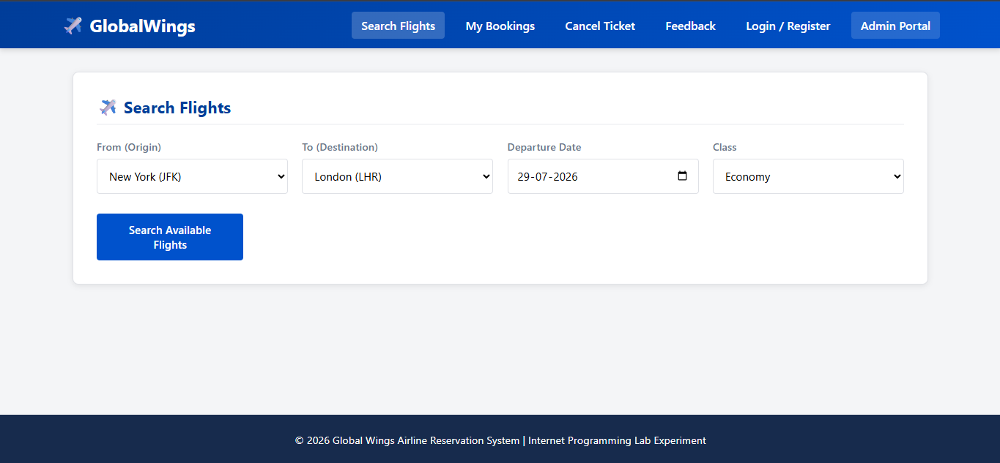 GlobalWings
Search Flights
My Bookings
Cancel Ticket
Feedback
Login / Register
Admin Portal
Search Flights
From (Origin)
To (Destination)
Departure Date
Class
New York (JFK)
London (LHR)
29-07-2026
Economy
Search Available
Flights
© 2026 Global Wings Airline Reservation System | Internet Programming Lab Experiment